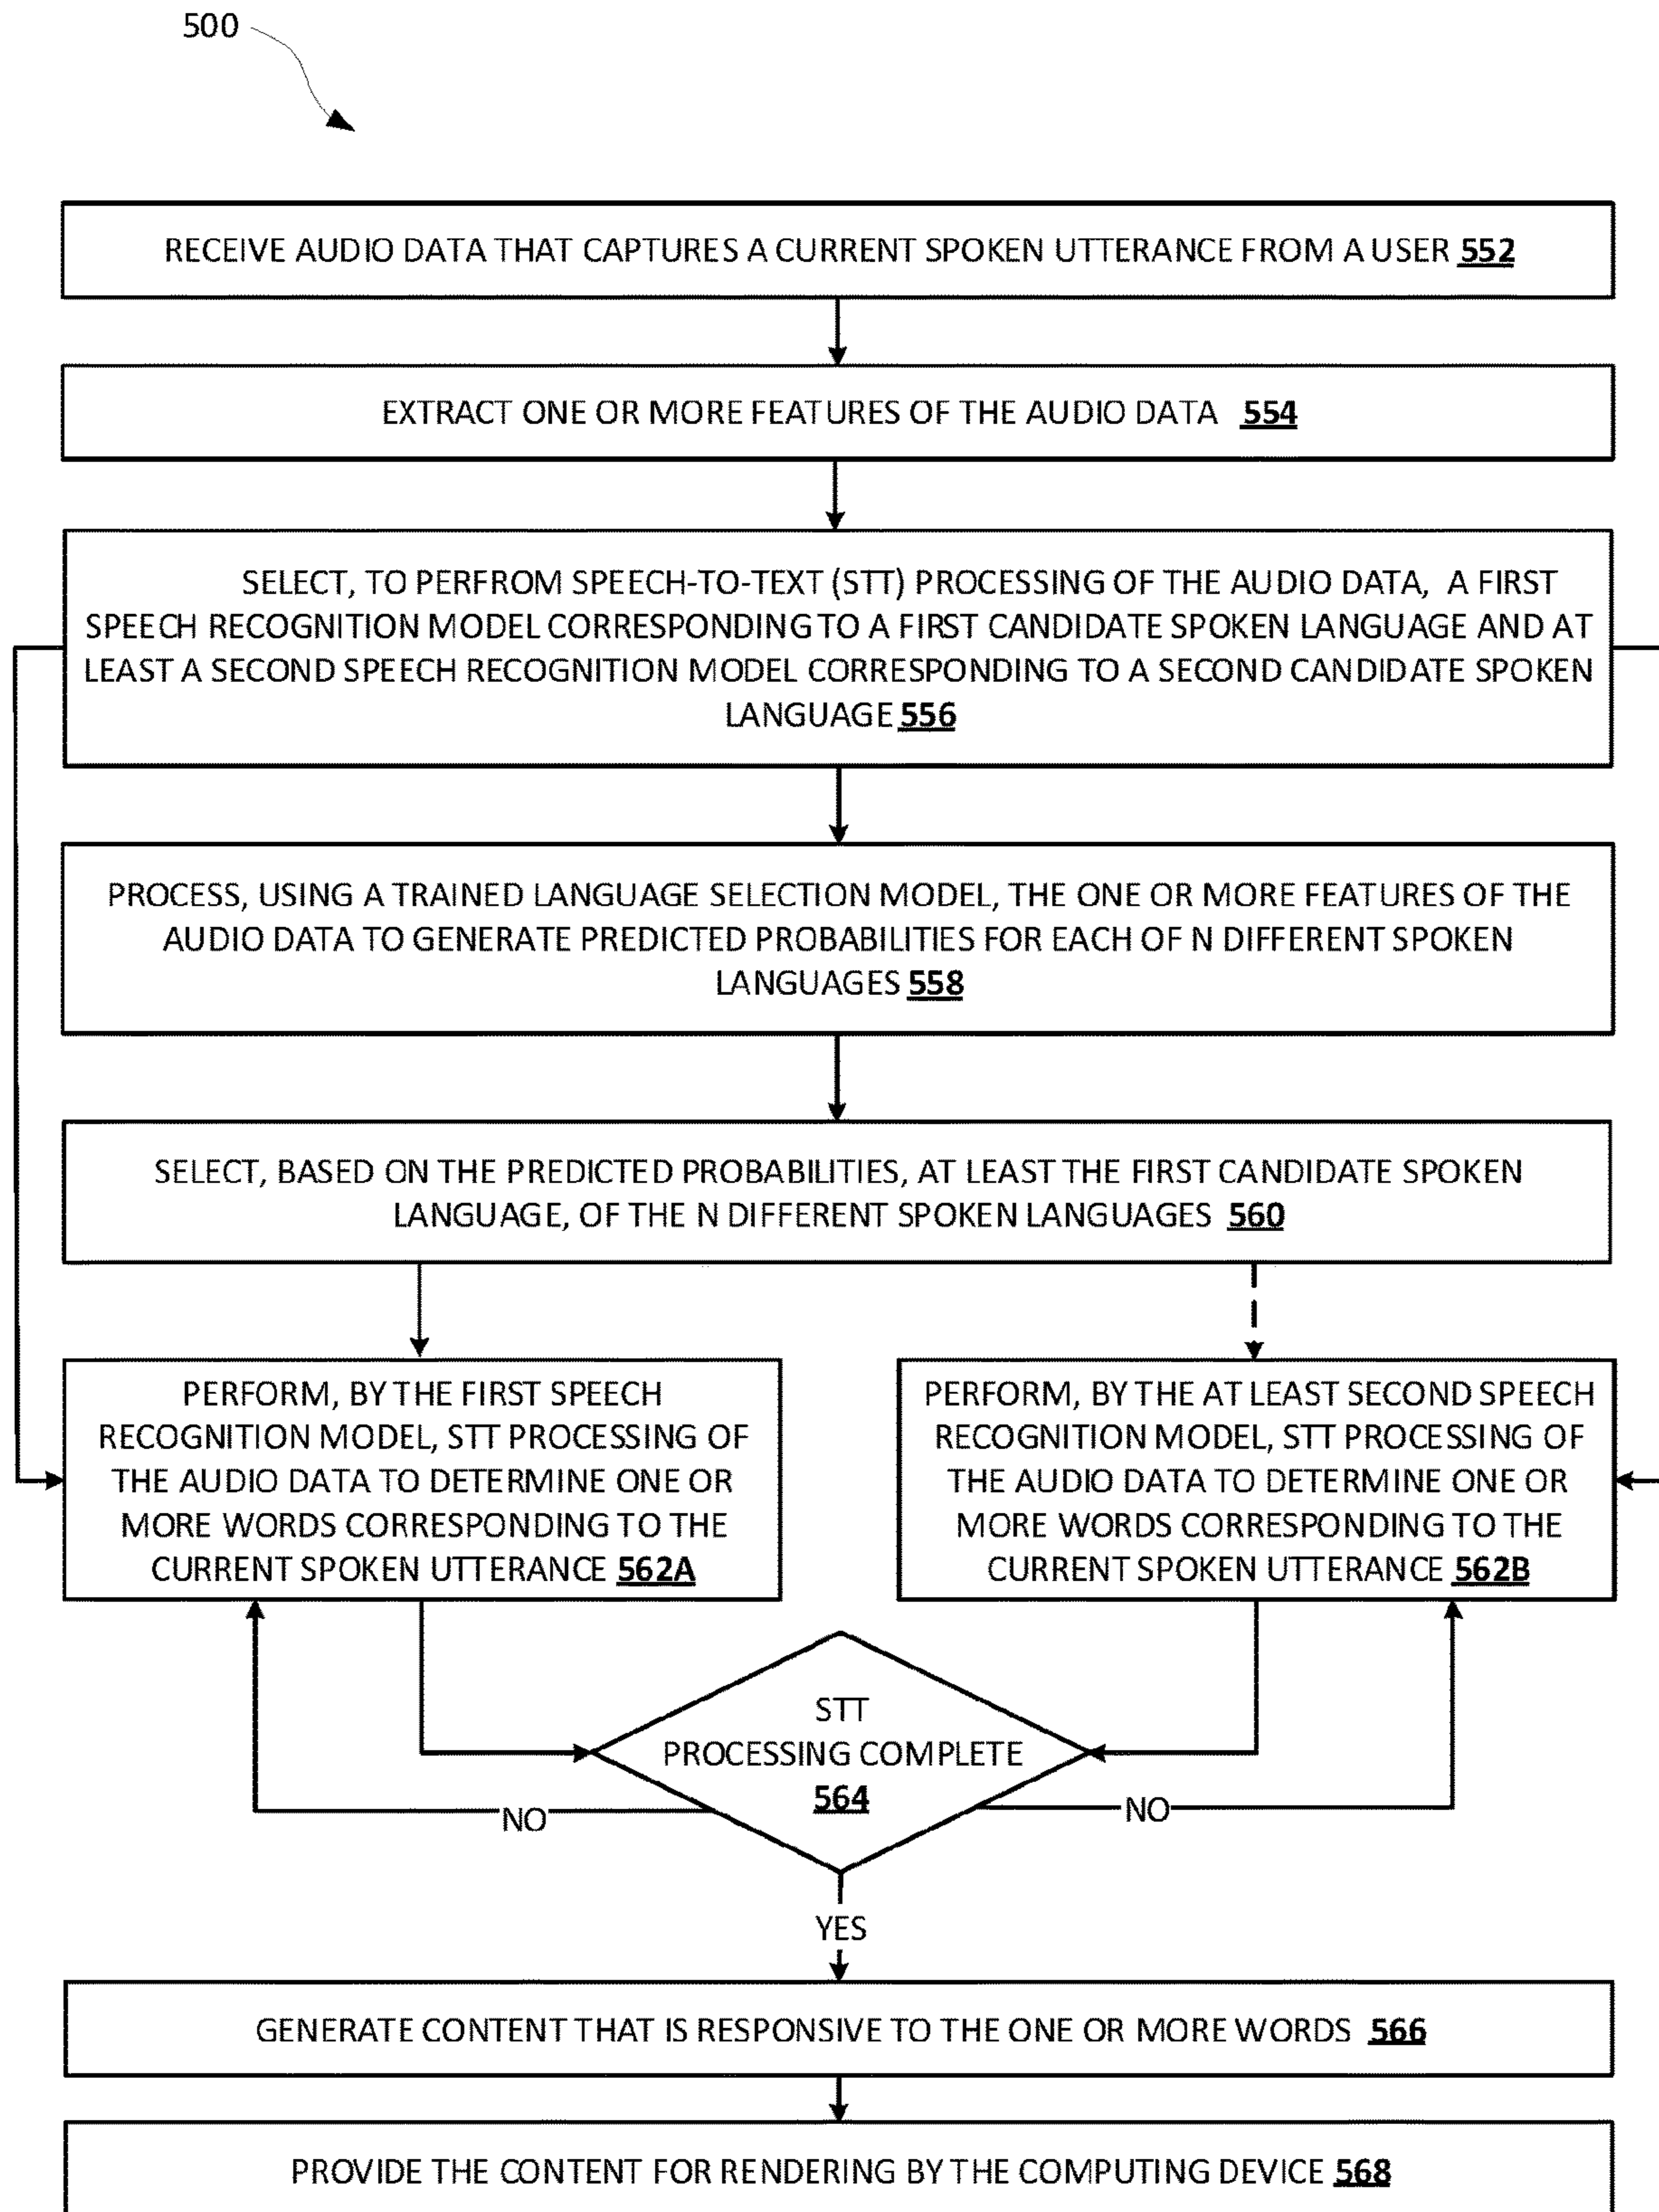 500
RECEIVE AUDIO DATA THAT CAPTURES A CURRENT SPOKEN UTTERANCE FROM A USER 552
EXTRACT ONE OR MORE FEATURES OF THE AUDIO DATA 554
SELECT, TO PERFROM SPEECH-TO-TEXT (STT) PROCESSING OF THE AUDIO DATA, A FIRST
SPEECH RECOGNITION MODEL CORRESPONDING TO A FIRST CANDIDATE SPOKEN LANGUAGE AND AT
LEAST A SECOND SPEECH RECOGNITION MODEL CORRESPONDING TO A SECOND CANDIDATE SPOKEN
LANGUAGE 556
PROCESS, USING A TRAINED LANGUAGE SELECTION MODEL, THE ONE OR MORE FEATURES OF THE
AUDIO DATA TO GENERATE PREDICTED PROBABILITIES FOR EACH OF N DIFFERENT SPOKEN
LANGUAGES 558
SELECT, BASED ON THE PREDICTED PROBABILITIES, AT LEAST THE FIRST CANDIDATE SPOKEN
LANGUAGE, OF THE N DIFFERENT SPOKEN LANGUAGES 560
PERFORM, BY THE FIRST SPEECH
RECOGNITION MODEL, STT PROCESSING OF
THE AUDIO DATA TO DETERMINE ONE OR
MORE WORDS CORRESPONDING TO THE
CURRENT SPOKEN UTTERANCE 562A
PERFORM, BY THE AT LEAST SECOND SPEECH
RECOGNITION MODEL, STT PROCESSING OF
THE AUDIO DATA TO DETERMINE ONE OR
MORE WORDS CORRESPONDING TO THE
CURRENT SPOKEN UTTERANCE 562B
STT
PROCESSING COMPLETE
564
NO
NO
YES
GENERATE CONTENT THAT IS RESPONSIVE TO THE ONE OR MORE WORDS 566
PROVIDE THE CONTENT FOR RENDERING BY THE COMPUTING DEVICE 568